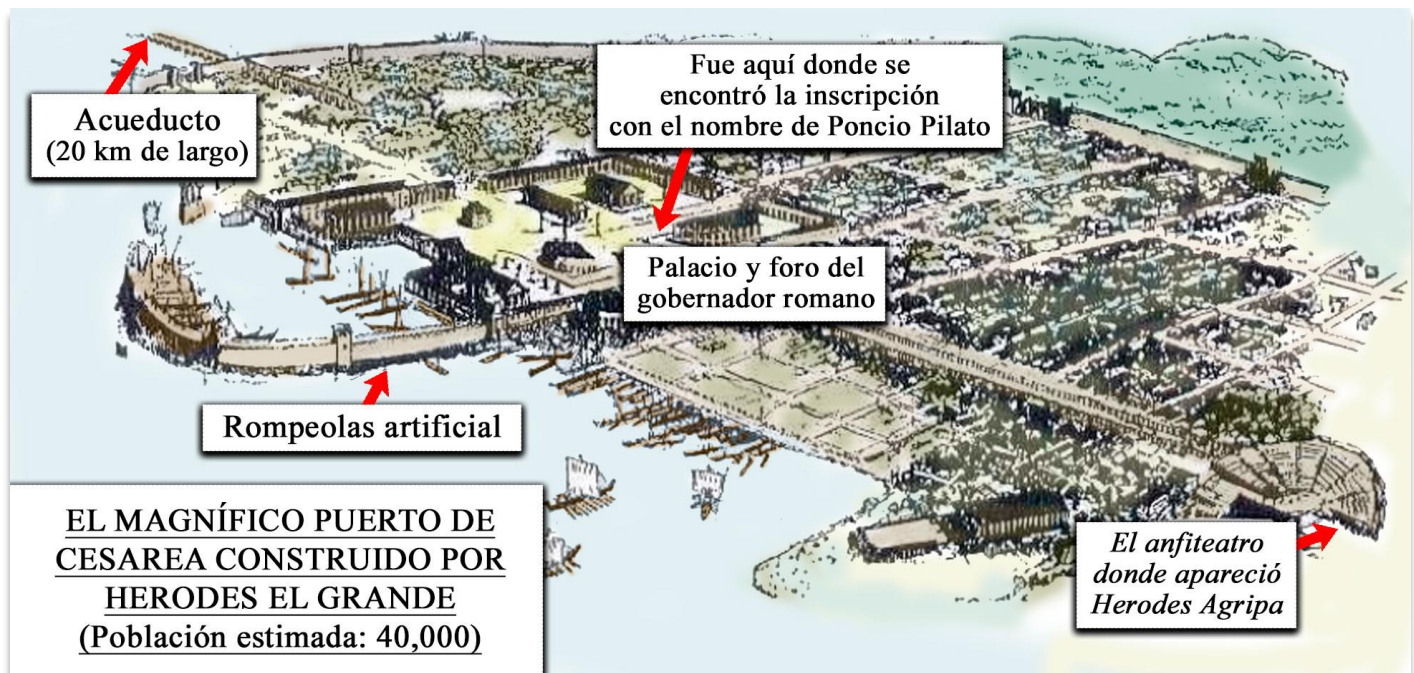 Acueducto
(20 km de largo)
Fue aquí donde se
encontró la inscripción
con el nombre de Poncio Pilato
Palacio y foro del
gobernador romano
Rompeolas artificial
EL MAGNÍFICO PUERTO DE
CESAREA CONSTRUIDO POR
HERODES EL GRANDE
(Población estimada: 40,000)
El anfiteatro
donde apareció
Herodes Agripa